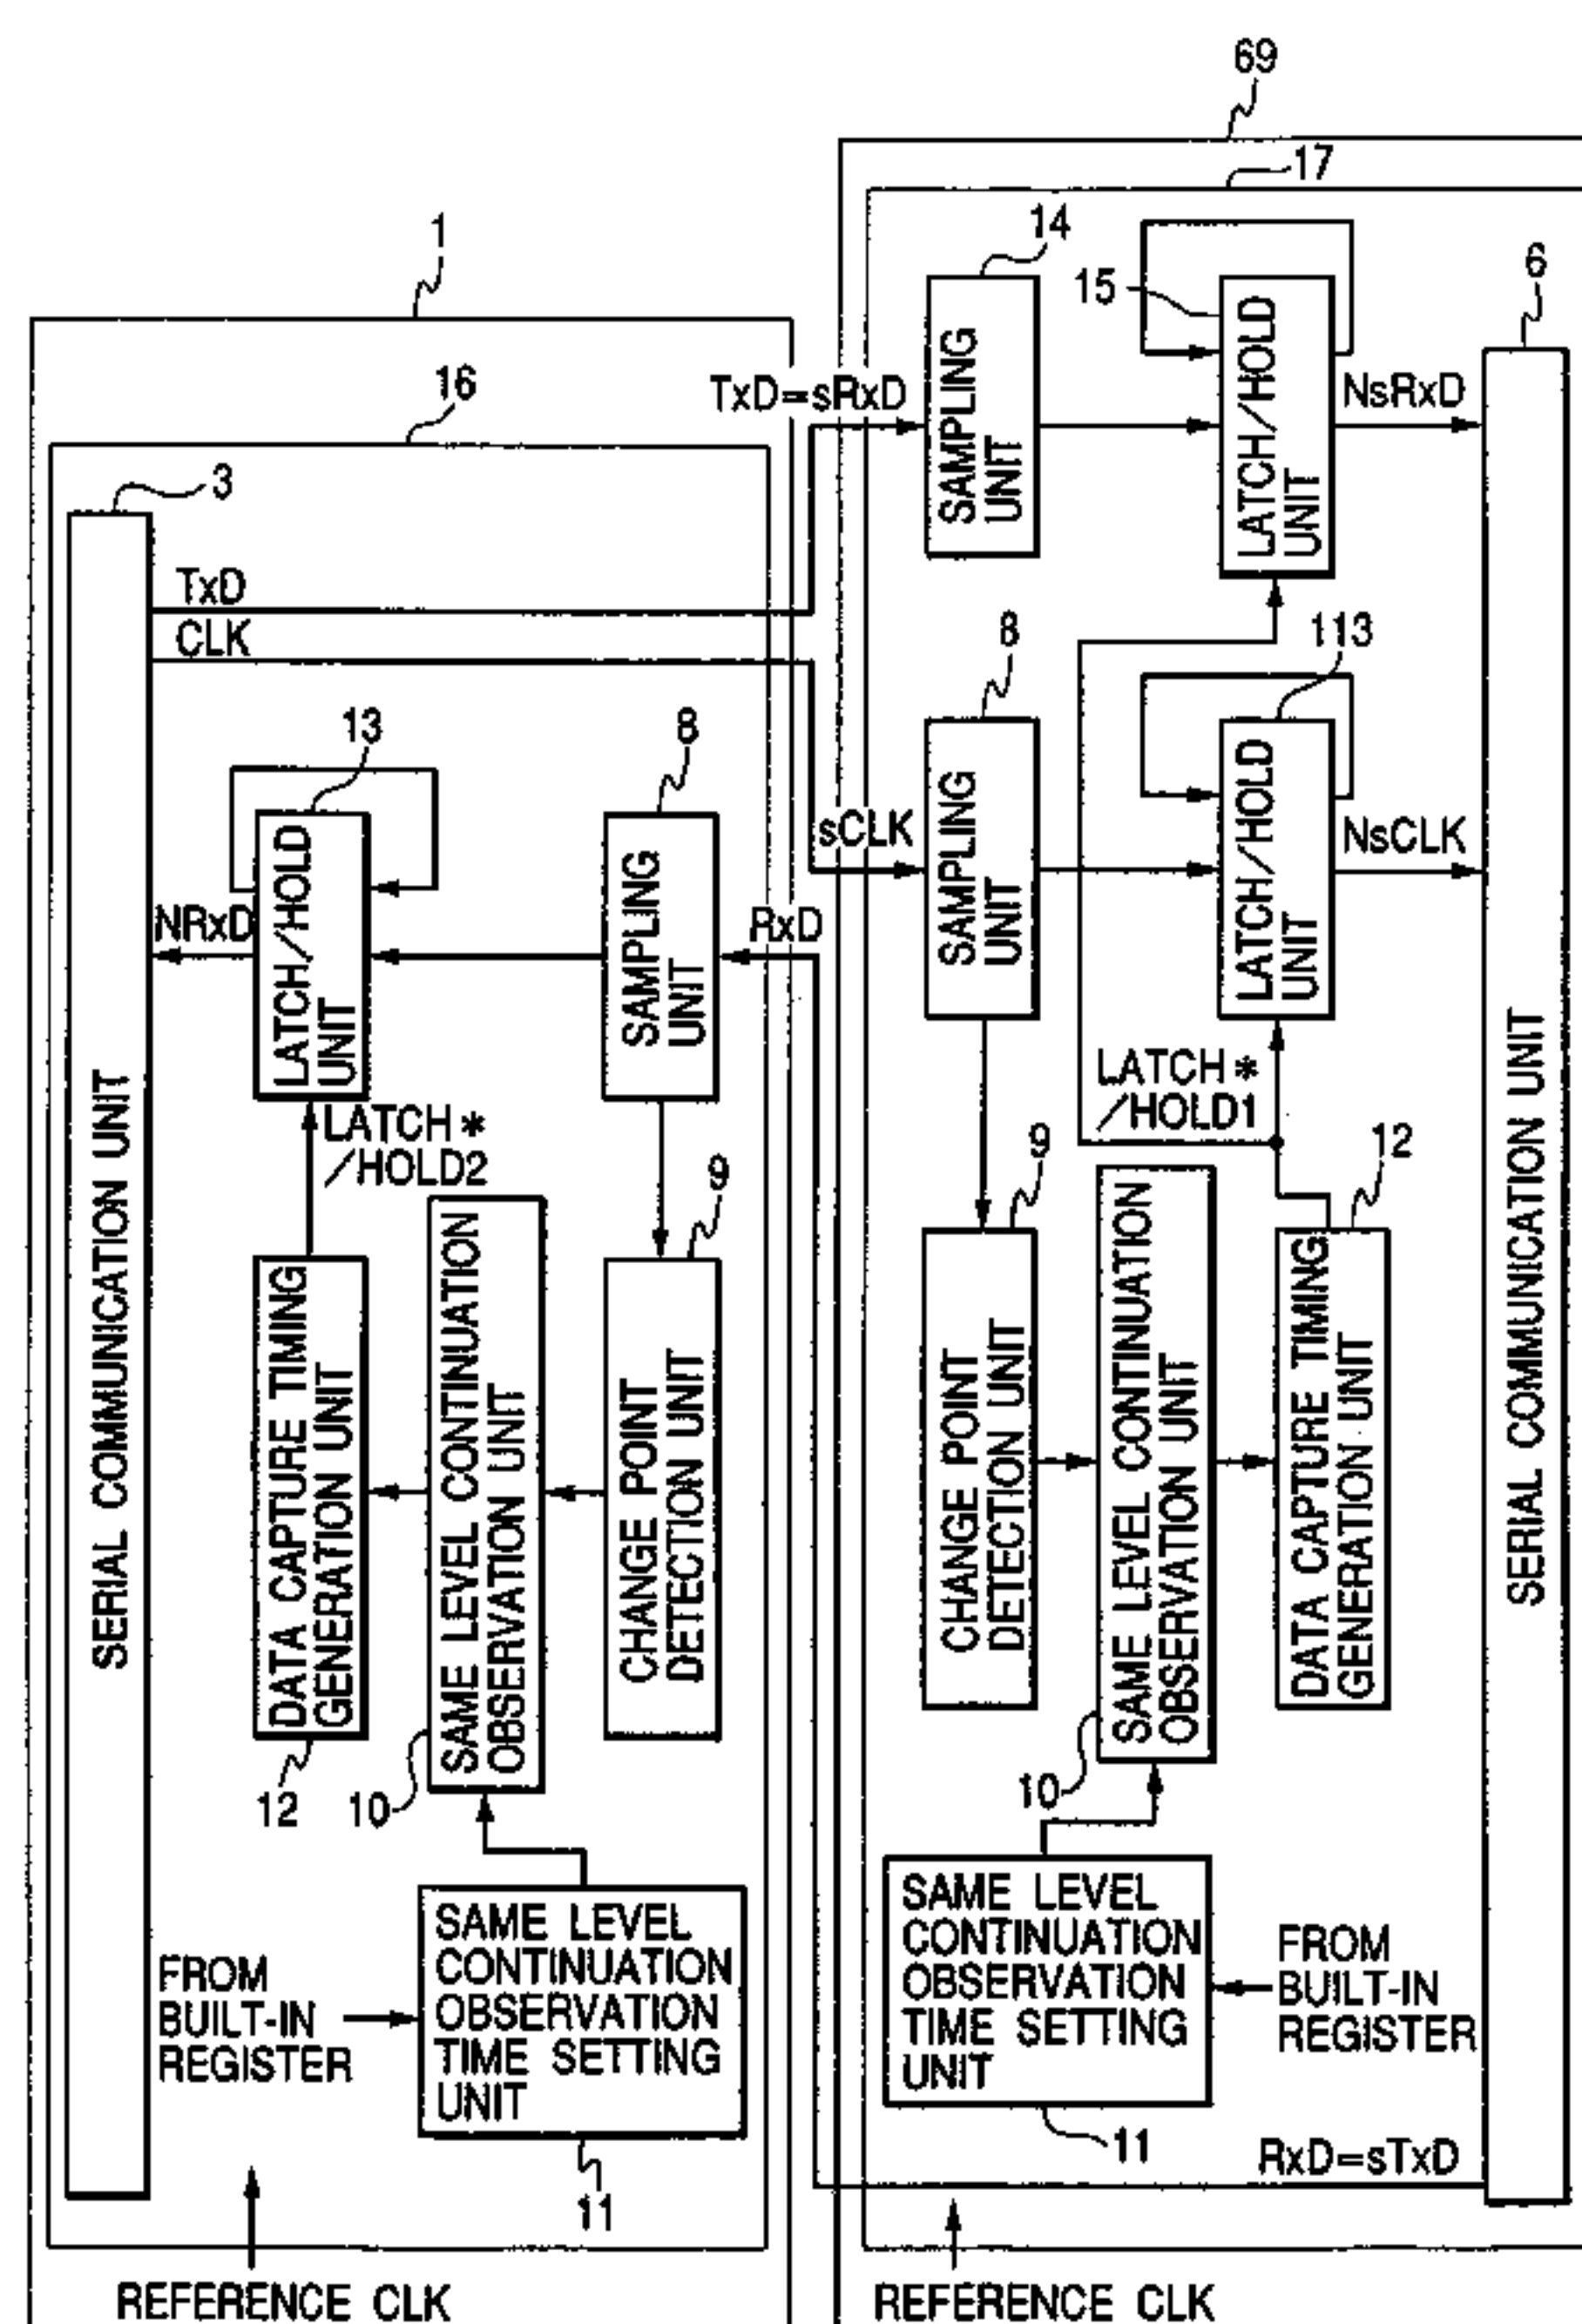 69
17
1
14
15
6
SAMPLING
UNIT
LATCH/HOLD
UNIT
TxD=sRxD
NsRxD
16
3
TxD
CLK
8
113
13
8
SAMPLING
UNIT
LATCH/HOLD
UNIT
sCLK
NsCLK
LATCH/HOLD
UNIT
SAMPLING
UNIT
NRxD
RxD
LATCH*
/HOLD1
LATCH*
/HOLD2
9
9
12
SERIAL COMMUNICATION UNIT
DATA CAPTURE TIMING
GENERATION UNIT
SAME LEVEL CONTINUATION
OBSERVATION UNIT
CHANGE POINT
DETECTION UNIT
CHANGE POINT
DETECTION UNIT
SAME LEVEL CONTINUATION
OBSERVATION UNIT
DATA CAPTURE TIMING
GENERATION UNIT
SERIAL COMMUNICATION UNIT
12
10
10
SAME LEVEL
CONTINUATION
OBSERVATION
TIME SETTING
UNIT
FROM
BUILT-IN
REGISTER
SAME LEVEL
CONTINUATION
OBSERVATION
TIME SETTING
UNIT
FROM
BUILT-IN
REGISTER
11
11
RxD=sTxD
REFERENCE CLK
REFERENCE CLK